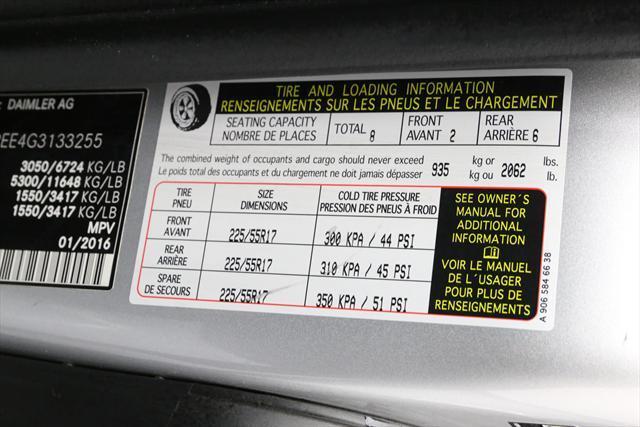 DAIMLER AG
EE4G3133255
3050/6724 KG/LB
5300/11648 KG/LB
1550/3417 KG/LB
1550/3417 KG/LB
MPV
01/2016
TIRE AND LOADING INFORMATION
RENSEIGNEMENTS SUR LES PNEUS ET LE CHARGEMENT
SEATING CAPACITY
NOMBRE DE PLACES
TOTAL 8
FRONT
AVANT 2
REAR
ARRIÈRE 6
The combined weight of occupants and cargo should never exceed 935 kg or 2062 lbs.
Le poids total des occupants et du chargement ne doit jamais dépasser kg ou lb.
TIRE
PNEU
SIZE
DIMENSIONS
COLD TIRE PRESSURE
PRESSION DES PNEUS À FROID
FRONT
AVANT
225/55R17
300 KPA / 44 PSI
REAR
ARRIÈRE
225/55R17
310 KPA / 45 PSI
SPARE
DE SECOURS
225/55R17
350 KPA / 51 PSI
SEE OWNER´S
MANUAL FOR
ADDITIONAL
INFORMATION
VOIR LE MANUEL
DE L´USAGER
POUR PLUS DE
RENSEIGNEMENTS
A 906 584 66 38